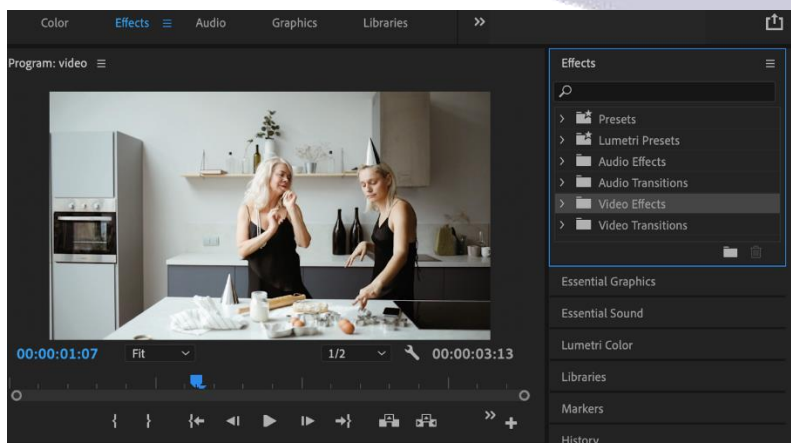 Color Effects Audio Graphics Libraries
Program: video
Effects
Presets
Lumetri Presets
Audio Effects
Audio Transitions
Video Effects
Video Transitions
Essential Graphics
Essential Sound
Lumetri Color
Libraries
Markers
History
00:00:01:07 Fit 1/2 00:00:03:13